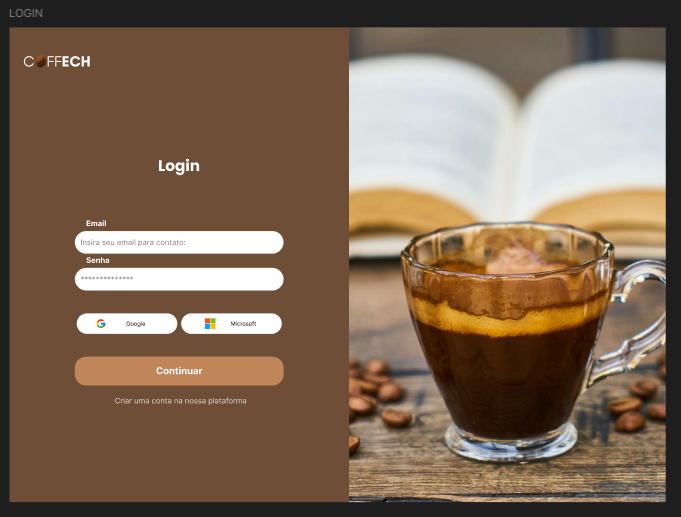 LOGIN
COFFECH
Login
Email
Insira seu email para contato:
Senha
**************
Google Microsoft
Continuar
Criar uma conta na nossa plataforma